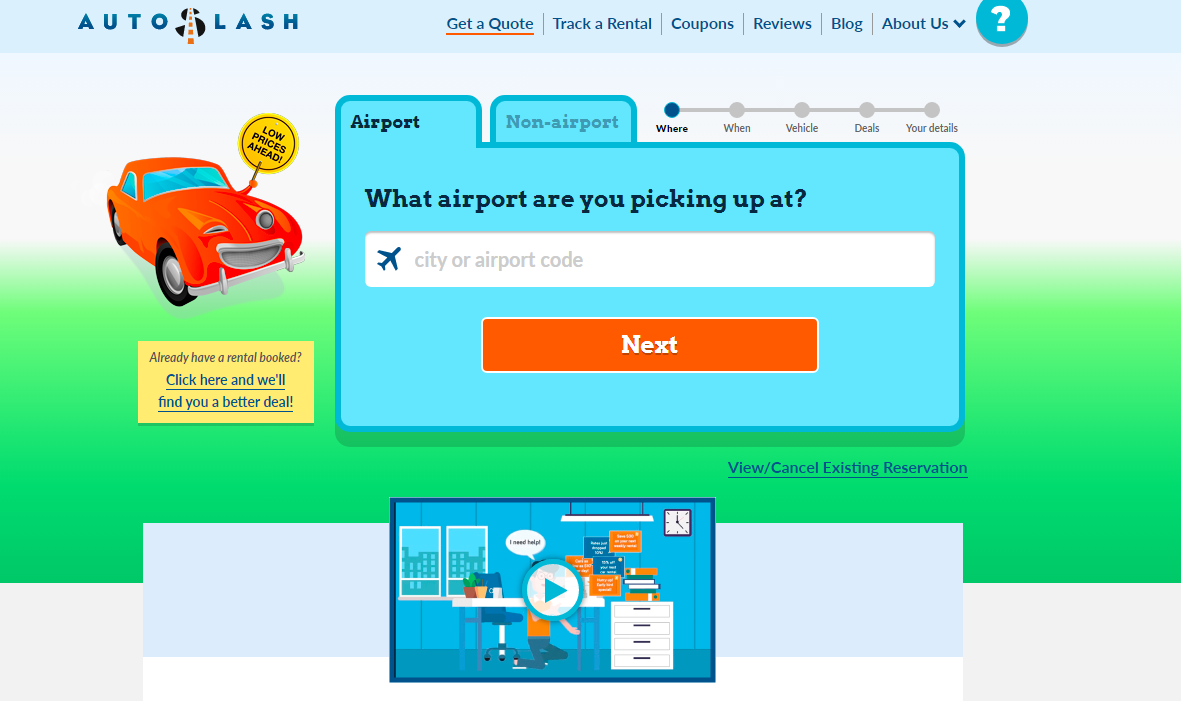 AUTOSLASH
Get a Quote
Track a Rental
Coupons
Reviews
Blog
About Us
?
Airport
Non-airport
Where
When
Vehicle
Deals
Your details
LOW
PRICES
AHEAD!
What airport are you picking up at?
city or airport code
Next
Already have a rental booked?
Click here and we'll
find you a better deal!
View/Cancel Existing Reservation
I need help!